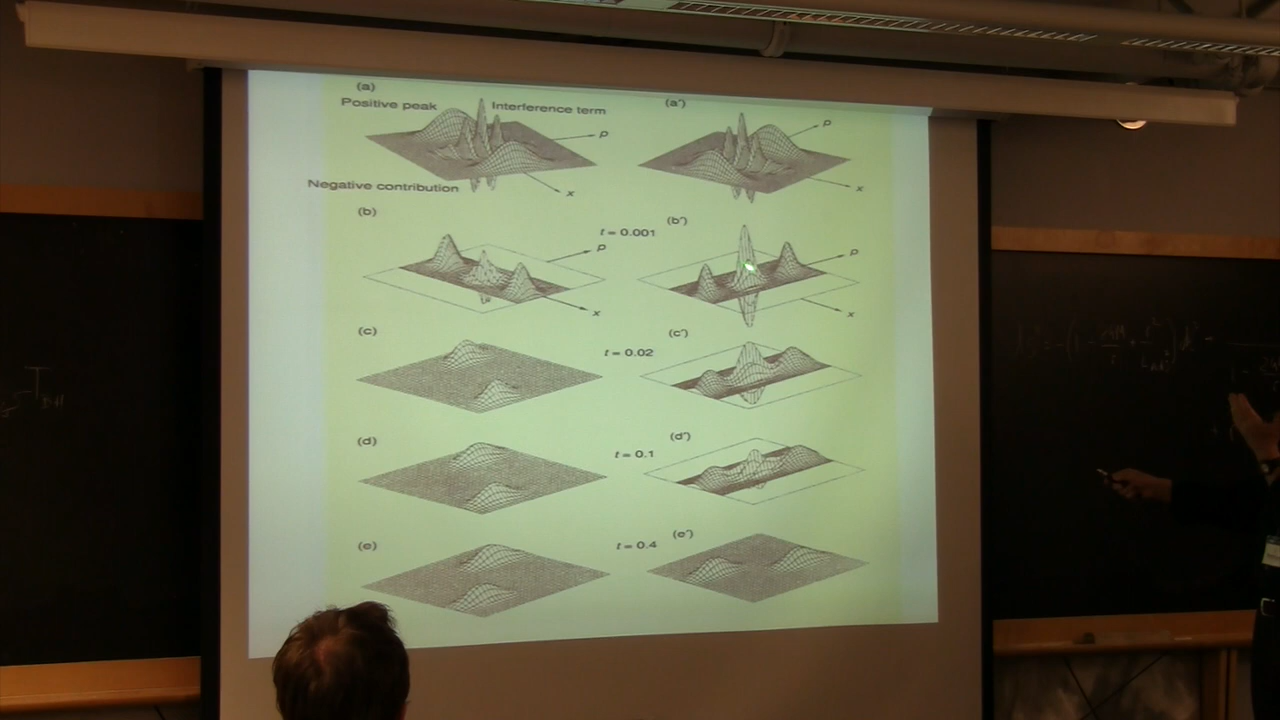 (a)
Positive peak
Interference term
(a')
p
p
Negative contribution
x
x
(b)
t = 0.001
(b')
p
p
x
x
(c)
t = 0.02
(c')
(d)
t = 0.1
(d')
(e)
t = 0.4
(e')